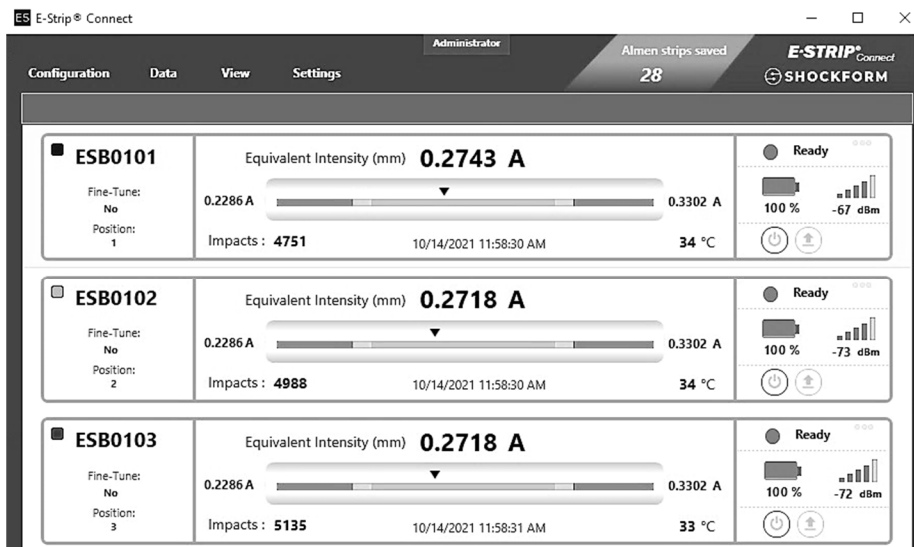 ES E-Strip® Connect
Administrator
Configuration Data View Settings
Almen strips saved
28
E-STRIP® Connect
SHOCKFORM
ESB0101
Fine-Tune:
No
Position:
1
Equivalent Intensity (mm) 0.2743 A
0.2286 A 0.3302 A
Impacts : 4751 10/14/2021 11:58:30 AM 34 °C
Ready
100 % -67 dBm
ESB0102
Fine-Tune:
No
Position:
2
Equivalent Intensity (mm) 0.2718 A
0.2286 A 0.3302 A
Impacts : 4988 10/14/2021 11:58:30 AM 34 °C
Ready
100 % -73 dBm
ESB0103
Fine-Tune:
No
Position:
3
Equivalent Intensity (mm) 0.2718 A
0.2286 A 0.3302 A
Impacts : 5135 10/14/2021 11:58:31 AM 33 °C
Ready
100 % -72 dBm